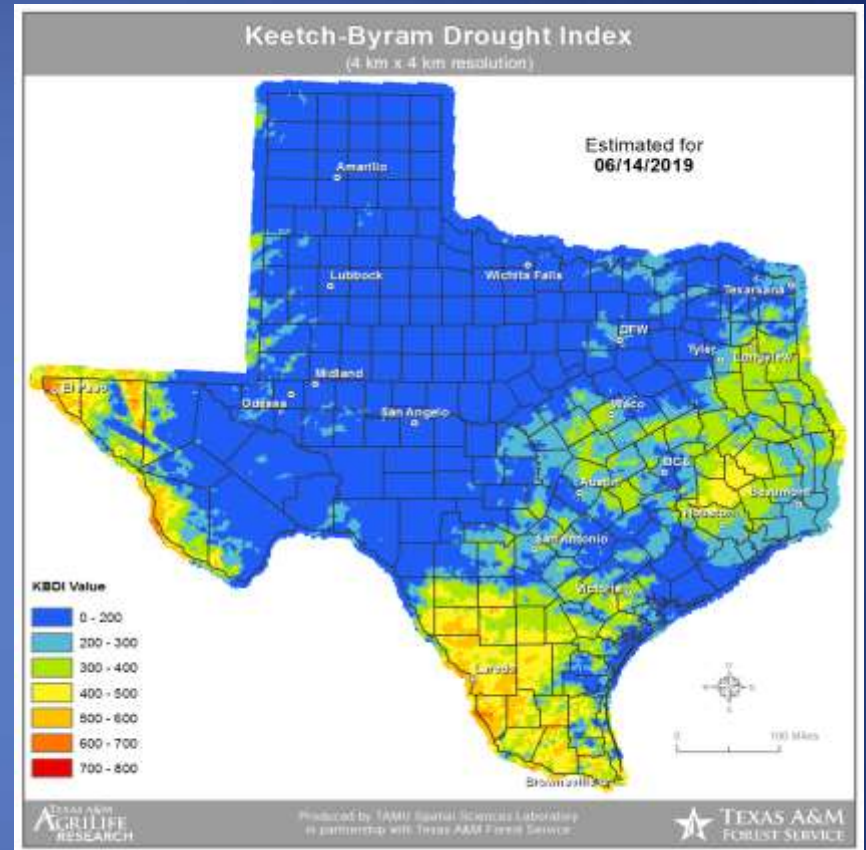 Keetch-Byram Drought Index
(4 km x 4 km resolution)
Estimated for
06/14/2019
Amarillo
Lubbock
Wichita Falls
Texarkana
DFW
Tyler
Longview
Midland
El Paso
Odessa
San Angelo
Waco
BCS
Austin
Beaumont
Houston
San Antonio
Victoria
KBDI Value
0 - 200
200 - 300
300 - 400
400 - 500
500 - 600
600 - 700
700 - 800
Laredo
0 100 Miles
Brownsville
TEXAS A&M
AGRILIFE
RESEARCH
Produced by TAMU Spatial Sciences Laboratory
in partnership with Texas A&M Forest Service
TEXAS A&M
FOREST SERVICE